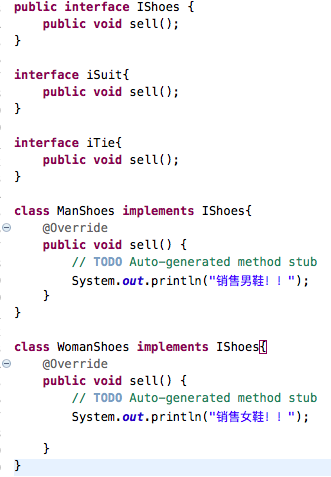 public interface IShoes {
    public void sell();
}

interface iSuit{
    public void sell();
}

interface iTie{
    public void sell();
}

class ManShoes implements IShoes{
    @Override
    public void sell() {
        // TODO Auto-generated method stub
        System.out.println("销售男鞋！！");
    }
}

class WomanShoes implements IShoes{
    @Override
    public void sell() {
        // TODO Auto-generated method stub
        System.out.println("销售女鞋！！");

    }
}